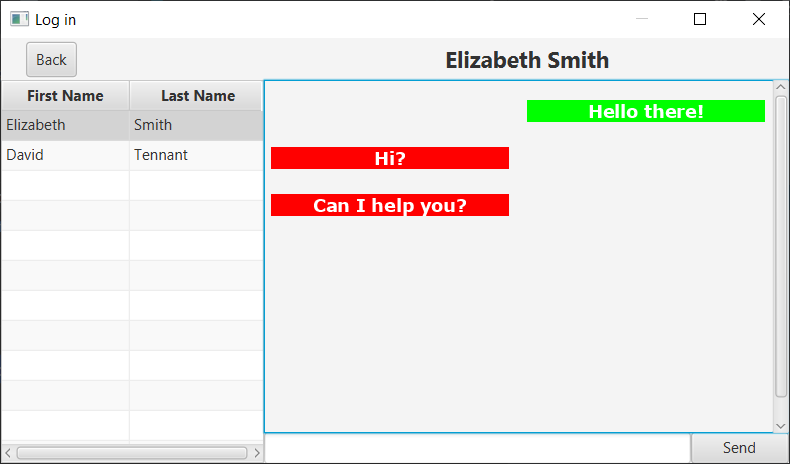 Log in
Back
Elizabeth Smith
First Name Last Name
Elizabeth Smith
David Tennant
Hello there!
Hi?
Can I help you?
Send